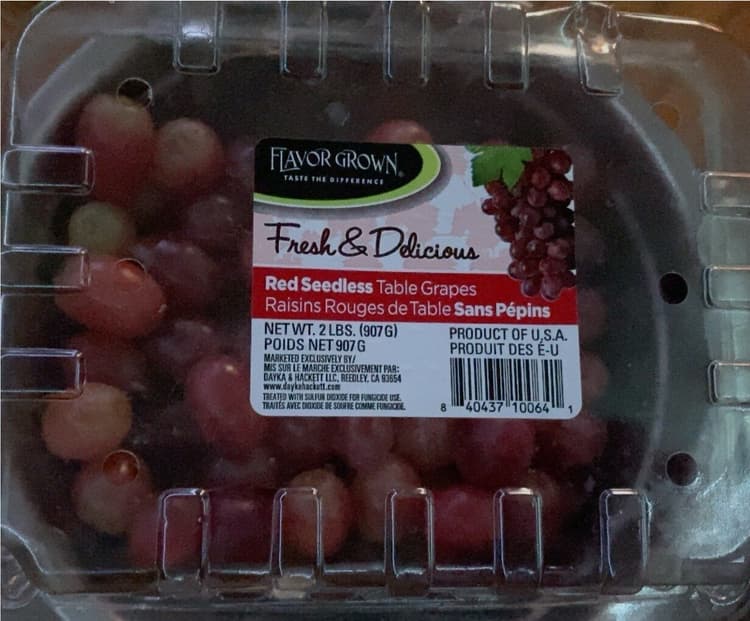 FLAVOR GROWN
TASTE THE DIFFERENCE
Fresh & Delicious
Red Seedless Table Grapes
Raisins Rouges de Table Sans Pépins
NET WT. 2 LBS. (907 G)
POIDS NET 907 G
MARKETED EXCLUSIVELY BY/
MIS SUR LE MARCHE EXCLUSIVEMENT PAR:
DAYKA & HACKETT LLC, REEDLEY, CA 93654
www.daykahackett.com
TREATED WITH SULFUR DIOXIDE FOR FUNGICIDE USE.
TRAITÉS AVEC DIOXIDE DE SOUFRE COMME FUNGICIDE.
PRODUCT OF U.S.A.
PRODUIT DES É-U
8 40437 10064 1